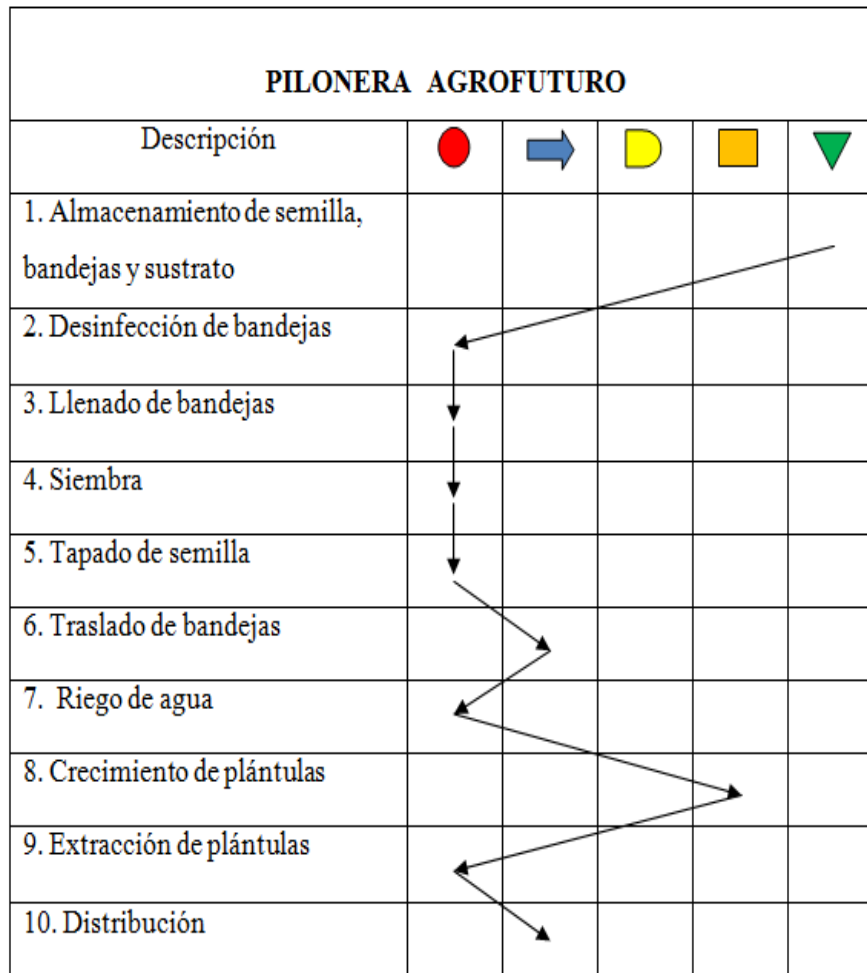 PILONERA AGROFUTURO
Descripción
1. Almacenamiento de semilla,
bandejas y sustrato
2. Desinfección de bandejas
3. Llenado de bandejas
4. Siembra
5. Tapado de semilla
6. Traslado de bandejas
7. Riego de agua
8. Crecimiento de plántulas
9. Extracción de plántulas
10. Distribución